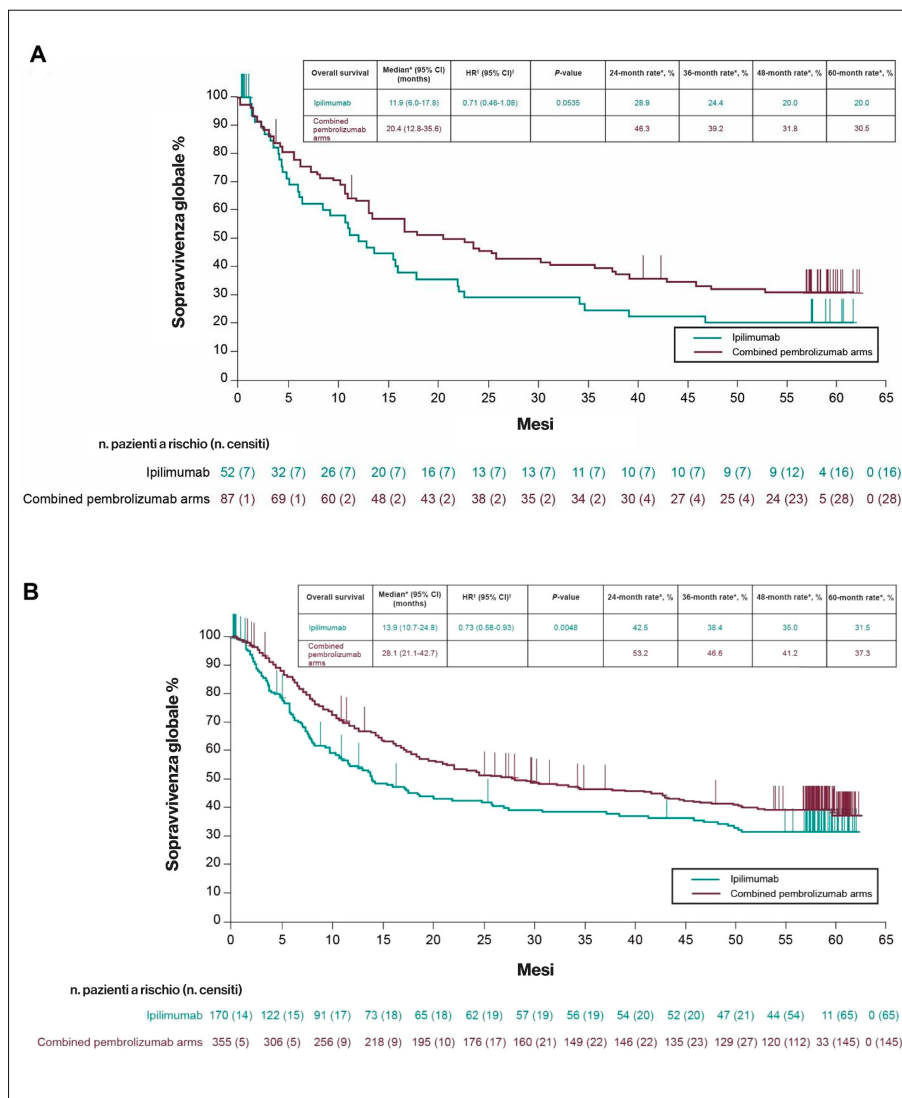 A
Overall survival Median* (95% CI) (months) HR‡ (95% CI)† P-value 24-month rate*, % 36-month rate*, % 48-month rate*, % 60-month rate*, %
Ipilimumab 11.9 (6.0-17.8) 0.71 (0.46-1.08) 0.0535 28.9 24.4 20.0 20.0
Combined pembrolizumab arms 20.4 (12.8-35.6) 46.3 39.2 31.8 30.5
Sopravvivenza globale %
100
90
80
70
60
50
40
30
20
10
0
Ipilimumab
Combined pembrolizumab arms
0 5 10 15 20 25 30 35 40 45 50 55 60 65
Mesi
n. pazienti a rischio (n. censiti)
Ipilimumab 52 (7) 32 (7) 26 (7) 20 (7) 16 (7) 13 (7) 13 (7) 11 (7) 10 (7) 10 (7) 9 (7) 9 (12) 4 (16) 0 (16)
Combined pembrolizumab arms 87 (1) 69 (1) 60 (2) 48 (2) 43 (2) 38 (2) 35 (2) 34 (2) 30 (4) 27 (4) 25 (4) 24 (23) 5 (28) 0 (28)
B
Overall survival Median* (95% CI) (months) HR† (95% CI)† P-value 24-month rate*, % 36-month rate*, % 48-month rate*, % 60-month rate*, %
Ipilimumab 13.9 (10.7-24.8) 0.73 (0.58-0.93) 0.0048 42.5 38.4 35.0 31.5
Combined pembrolizumab arms 28.1 (21.1-42.7) 53.2 46.6 41.2 37.3
Sopravvivenza globale %
100
90
80
70
60
50
40
30
20
10
0
Ipilimumab
Combined pembrolizumab arms
0 5 10 15 20 25 30 35 40 45 50 55 60 65
Mesi
n. pazienti a rischio (n. censiti)
Ipilimumab 170 (14) 122 (15) 91 (17) 73 (18) 65 (18) 62 (19) 57 (19) 56 (19) 54 (20) 52 (20) 47 (21) 44 (54) 11 (65) 0 (65)
Combined pembrolizumab arms 355 (5) 306 (5) 256 (9) 218 (9) 195 (10) 176 (17) 160 (21) 149 (22) 146 (22) 135 (23) 129 (27) 120 (112) 33 (145) 0 (145)